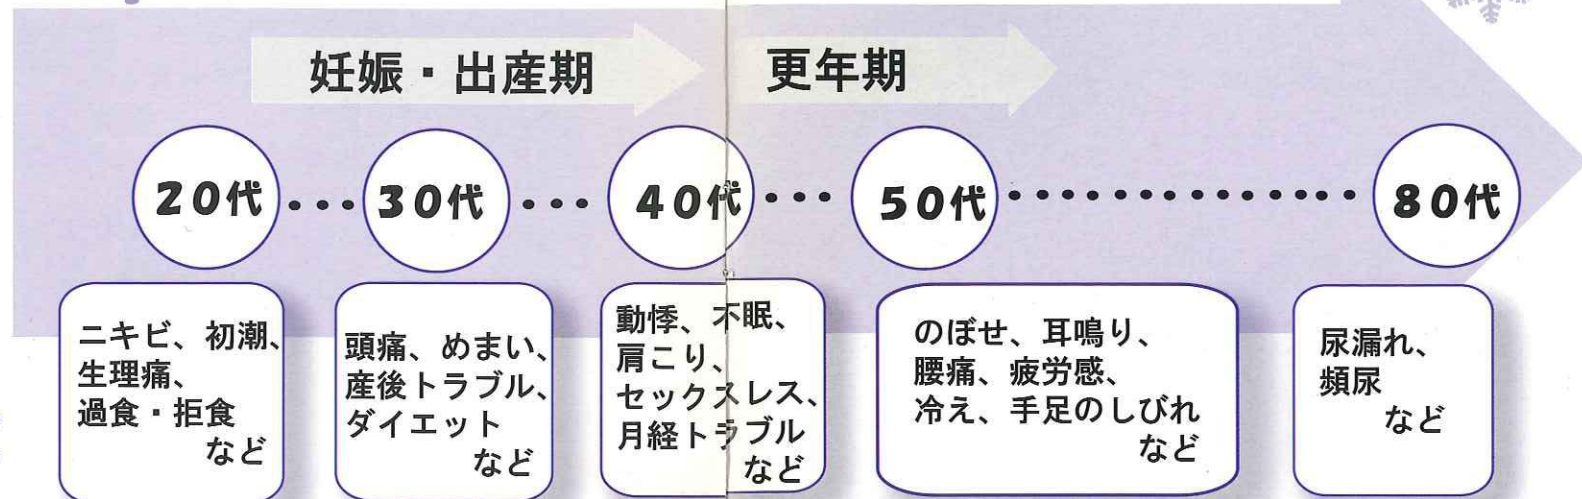 妊娠・出産期
更年期
20代
30代
40代
50代
80代
ニキビ、初潮、
生理痛、
過食・拒食
など
頭痛、めまい、
産後トラブル、
ダイエット
など
動悸、不眠、
肩こり、
セックスレス、
月経トラブル
など
のぼせ、耳鳴り、
腰痛、疲労感、
冷え、手足のしびれ
など
尿漏れ、
頻尿
など